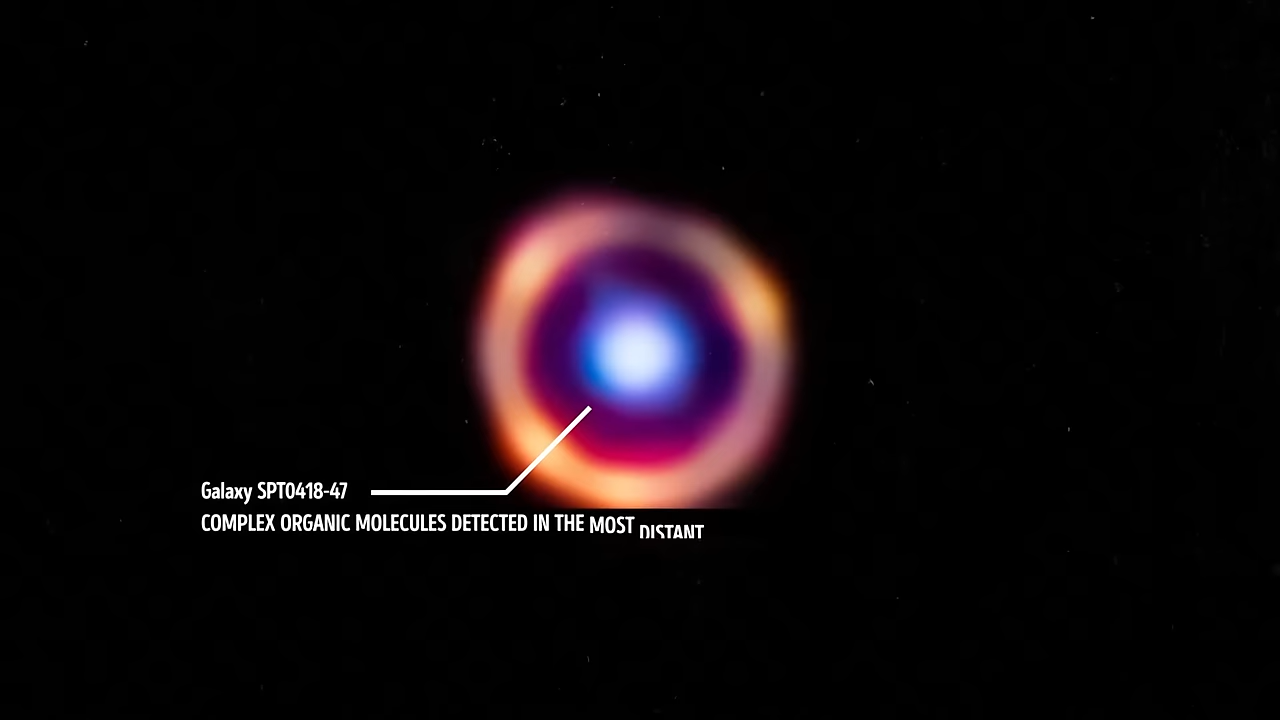 Galaxy SPT0418-47
COMPLEX ORGANIC MOLECULES DETECTED IN THE MOST DISTANT